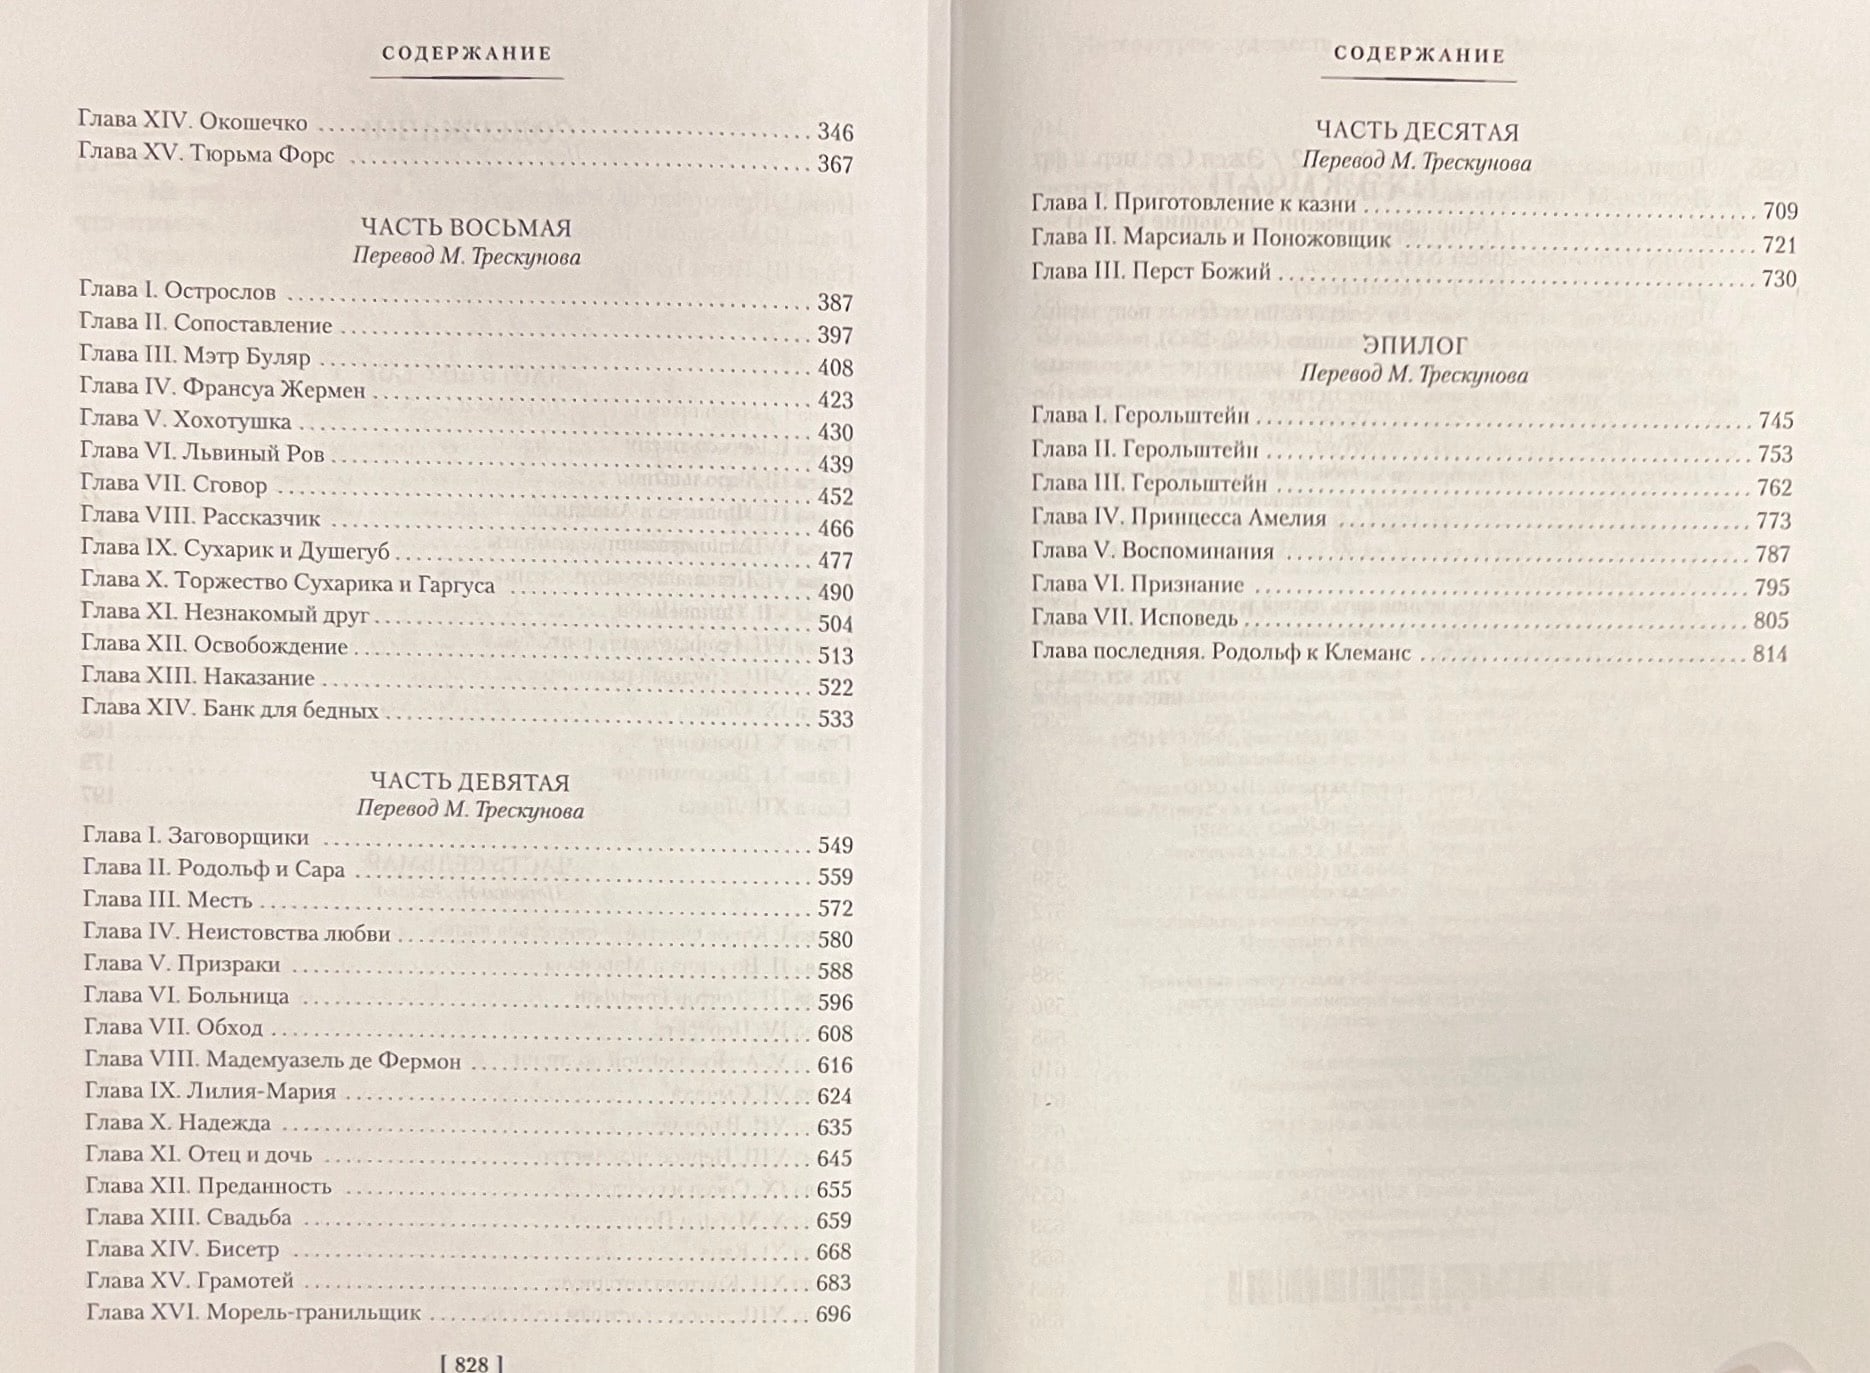 СОДЕРЖАНИЕ
Глава XIV. Окошечко 346
Глава XV. Тюрьма Форс 367
ЧАСТЬ ВОСЬМАЯ
Перевод М. Трескунова
Глава I. Острослов 387
Глава II. Сопоставление 397
Глава III. Мэтр Буляр 408
Глава IV. Франсуа Жермен 423
Глава V. Хохотушка 430
Глава VI. Львиный Ров 439
Глава VII. Сговор 452
Глава VIII. Рассказчик 466
Глава IX. Сухарик и Душегуб 477
Глава X. Торжество Сухарика и Гаргуса 490
Глава XI. Незнакомый друг 504
Глава XII. Освобождение 513
Глава XIII. Наказание 522
Глава XIV. Банк для бедных 533
ЧАСТЬ ДЕВЯТАЯ
Перевод М. Трескунова
Глава I. Заговорщики 549
Глава II. Родольф и Сара 559
Глава III. Месть 572
Глава IV. Неистовства любви 580
Глава V. Призраки 588
Глава VI. Больница 596
Глава VII. Обход 608
Глава VIII. Мадемуазель де Фермон 616
Глава IX. Лилия-Мария 624
Глава X. Надежда 635
Глава XI. Отец и дочь 645
Глава XII. Преданность 655
Глава XIII. Свадьба 659
Глава XIV. Бисетр 668
Глава XV. Грамотей 683
Глава XVI. Морель-гранильщик 696
[ 828 ]
СОДЕРЖАНИЕ
ЧАСТЬ ДЕСЯТАЯ
Перевод М. Трескунова
Глава I. Приготовление к казни 709
Глава II. Марсиаль и Поножовщик 721
Глава III. Перст Божий 730
ЭПИЛОГ
Перевод М. Трескунова
Глава I. Герольштейн 745
Глава II. Герольштейн 753
Глава III. Герольштейн 762
Глава IV. Принцесса Амелия 773
Глава V. Воспоминания 787
Глава VI. Признание 795
Глава VII. Исповедь 805
Глава последняя. Родольф к Клеманс 814